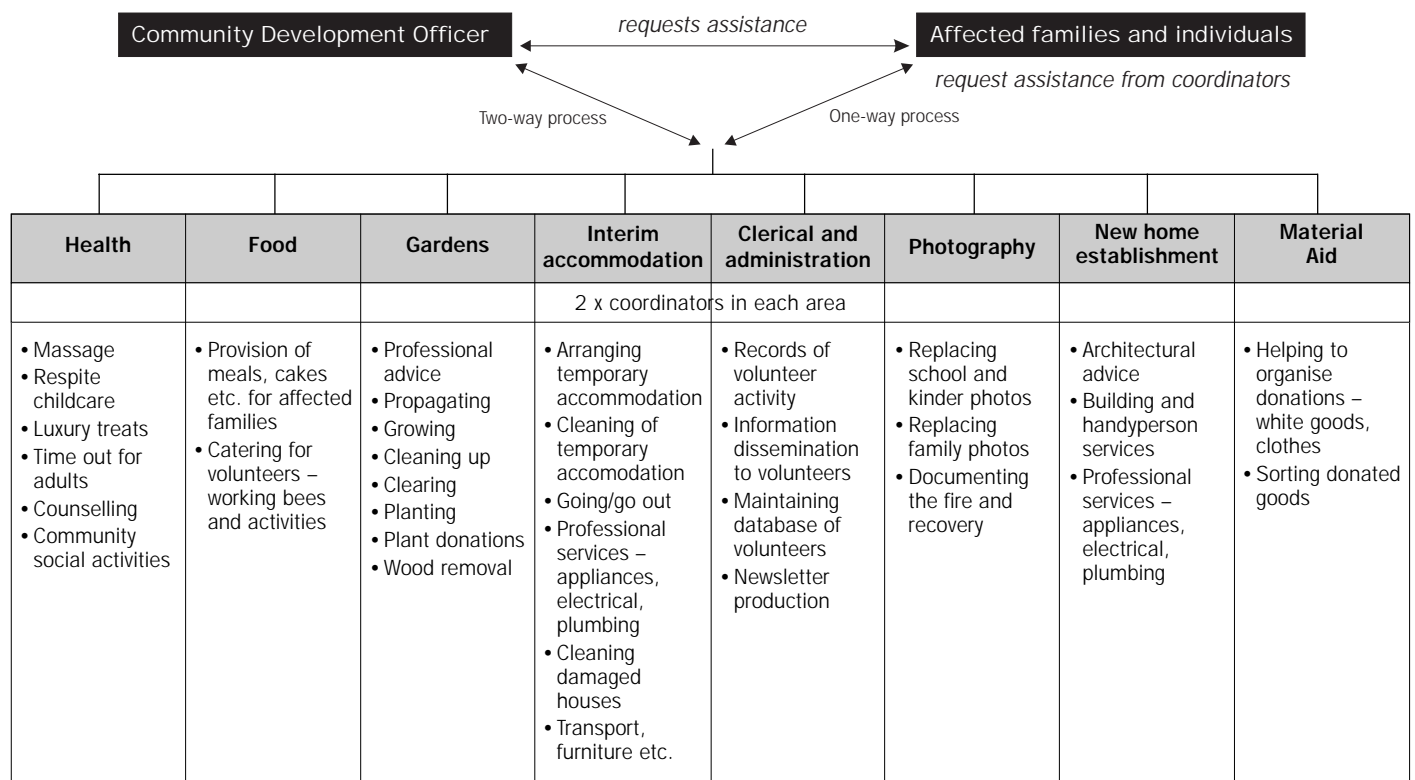 Community Development Officer
requests assistance
Affected families and individuals
request assistance from coordinators
Two-way process
One-way process
Health
Food
Gardens
Interim
accommodation
Clerical and
administration
Photography
New home
establishment
Material
Aid
2 x coordinators in each area
• Massage
• Respite
childcare
• Luxury treats
• Time out for
adults
• Counselling
• Community
social activities
• Provision of
meals, cakes
etc. for affected
families
• Catering for
volunteers –
working bees
and activities
• Professional
advice
• Propagating
• Growing
• Cleaning up
• Clearing
• Planting
• Plant donations
• Wood removal
• Arranging
temporary
accommodation
• Cleaning of
temporary
accomodation
• Going/go out
• Professional
services –
appliances,
electrical,
plumbing
• Cleaning
damaged
houses
• Transport,
furniture etc.
• Records of
volunteer
activity
• Information
dissemination
to volunteers
• Maintaining
database of
volunteers
• Newsletter
production
• Replacing
school and
kinder photos
• Replacing
family photos
• Documenting
the fire and
recovery
• Architectural
advice
• Building and
handyperson
services
• Professional
services –
appliances,
electrical,
plumbing
• Helping to
organise
donations –
white goods,
clothes
• Sorting donated
goods